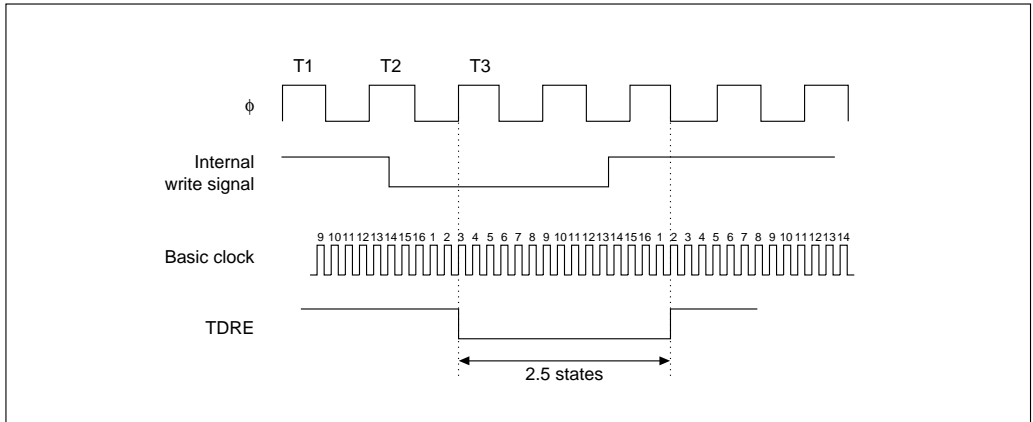 T1 T2 T3
ϕ
Internal
write signal
9 10 11 12 13 14 15 16 1 2 3 4 5 6 7 8 9 10 11 12 13 14 15 16 1 2 3 4 5 6 7 8 9 10 11 12 13 14
Basic clock
TDRE
2.5 states